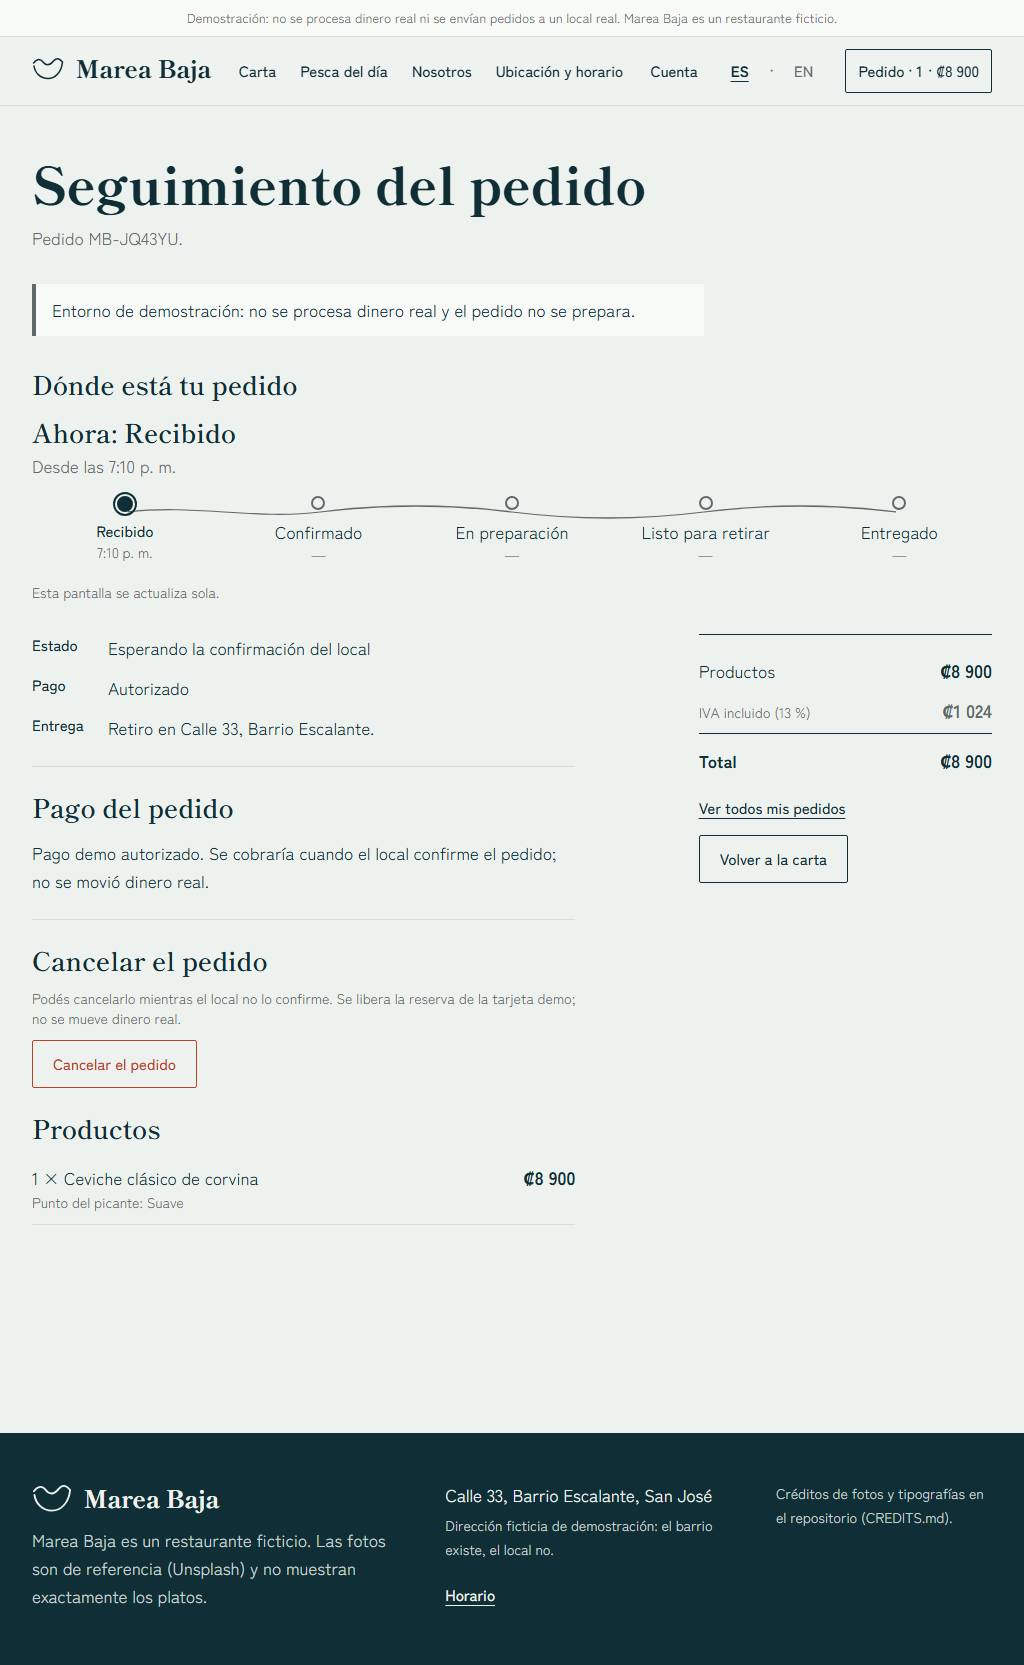 Demostración: no se procesa dinero real ni se envían pedidos a un local real. Marea Baja es un restaurante ficticio.
Marea Baja
Carta
Pesca del día
Nosotros
Ubicación y horario
Cuenta
ES · EN
Pedido · 1 · ₡8 900
Seguimiento del pedido
Pedido MB-JQ43YU.
Entorno de demostración: no se procesa dinero real y el pedido no se prepara.
Dónde está tu pedido
Ahora: Recibido
Desde las 7:10 p. m.
Recibido
7:10 p. m.
Confirmado
—
En preparación
—
Listo para retirar
—
Entregado
—
Esta pantalla se actualiza sola.
Estado Esperando la confirmación del local
Pago Autorizado
Entrega Retiro en Calle 33, Barrio Escalante.
Productos ₡8 900
IVA incluido (13 %) ₡1 024
Total ₡8 900
Ver todos mis pedidos
Volver a la carta
Pago del pedido
Pago demo autorizado. Se cobraría cuando el local confirme el pedido;
no se movió dinero real.
Cancelar el pedido
Podés cancelarlo mientras el local no lo confirme. Se libera la reserva de la tarjeta demo;
no se mueve dinero real.
Cancelar el pedido
Productos
1 × Ceviche clásico de corvina ₡8 900
Punto del picante: Suave
Marea Baja
Marea Baja es un restaurante ficticio. Las fotos
son de referencia (Unsplash) y no muestran
exactamente los platos.
Calle 33, Barrio Escalante, San José
Dirección ficticia de demostración: el barrio
existe, el local no.
Horario
Créditos de fotos y tipografías en
el repositorio (CREDITS.md).